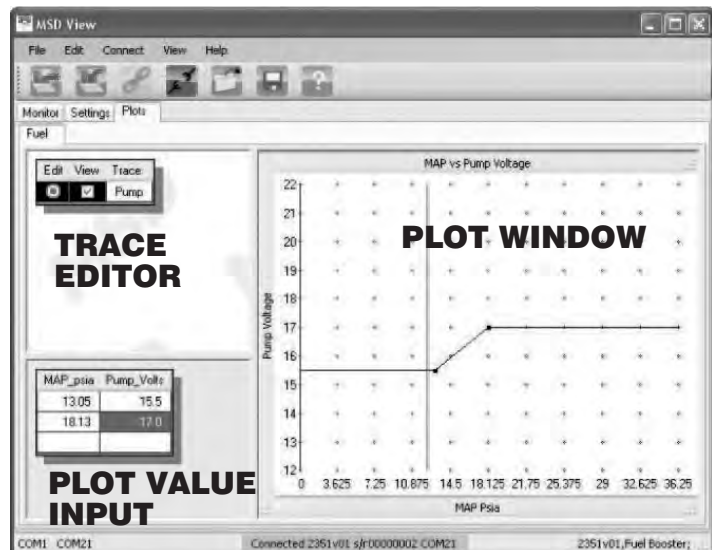 MSD View
File Edit Connect View Help
Monitor Settings Plots
Fuel
Edit View Trace
Pump
TRACE
EDITOR
MAP_psia Pump_Volts
13.05 15.5
18.13 17.0
PLOT VALUE
INPUT
MAP vs Pump Voltage
PLOT WINDOW
Pump Voltage
22
21
20
19
18
17
16
15
14
13
12
0 3.625 7.25 10.875 14.5 18.125 21.75 25.375 29 32.625 36.25
MAP Psia
COM1 COM21 Connected 2351v01 s/r00000002 COM21 2351v01,Fuel Booster;